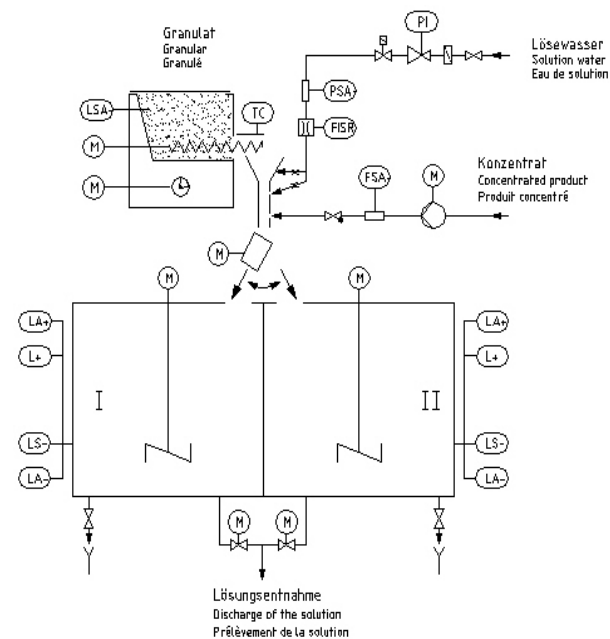 PI
Granulat
Granular
Granulé
Lösewasser
Solution water
Eau de solution
PSA
LSA
TC
FISR
M
Konzentrat
Concentrated product
Produit concentré
M
FSA
M
M
M
M
LA+
LA+
L+
L+
I
II
LS-
LS-
LA-
LA-
M
M
Lösungsentnahme
Discharge of the solution
Prélèvement de la solution